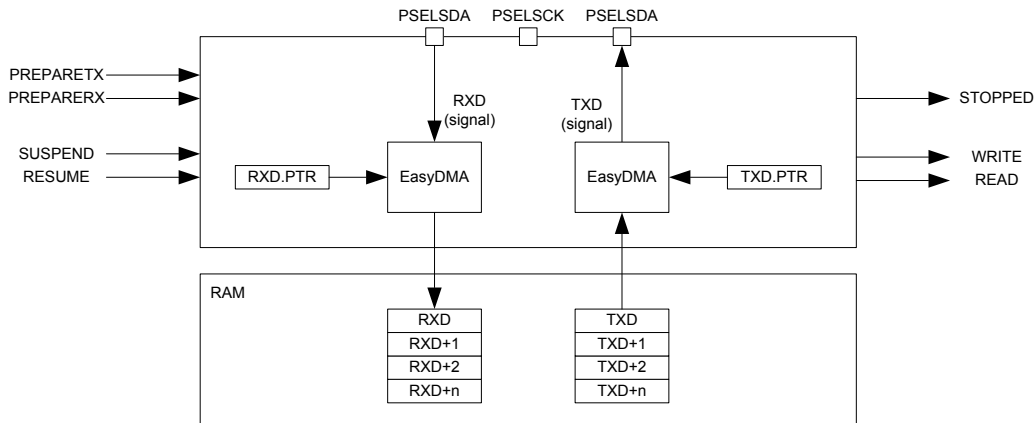 PSELSDA PSELSCK PSELSDA
PREPARETX
PREPARERX
RXD
(signal)
TXD
(signal)
STOPPED
SUSPEND
RESUME
RXD.PTR
EasyDMA
EasyDMA
TXD.PTR
WRITE
READ
RAM
RXD
RXD+1
RXD+2
RXD+n
TXD
TXD+1
TXD+2
TXD+n